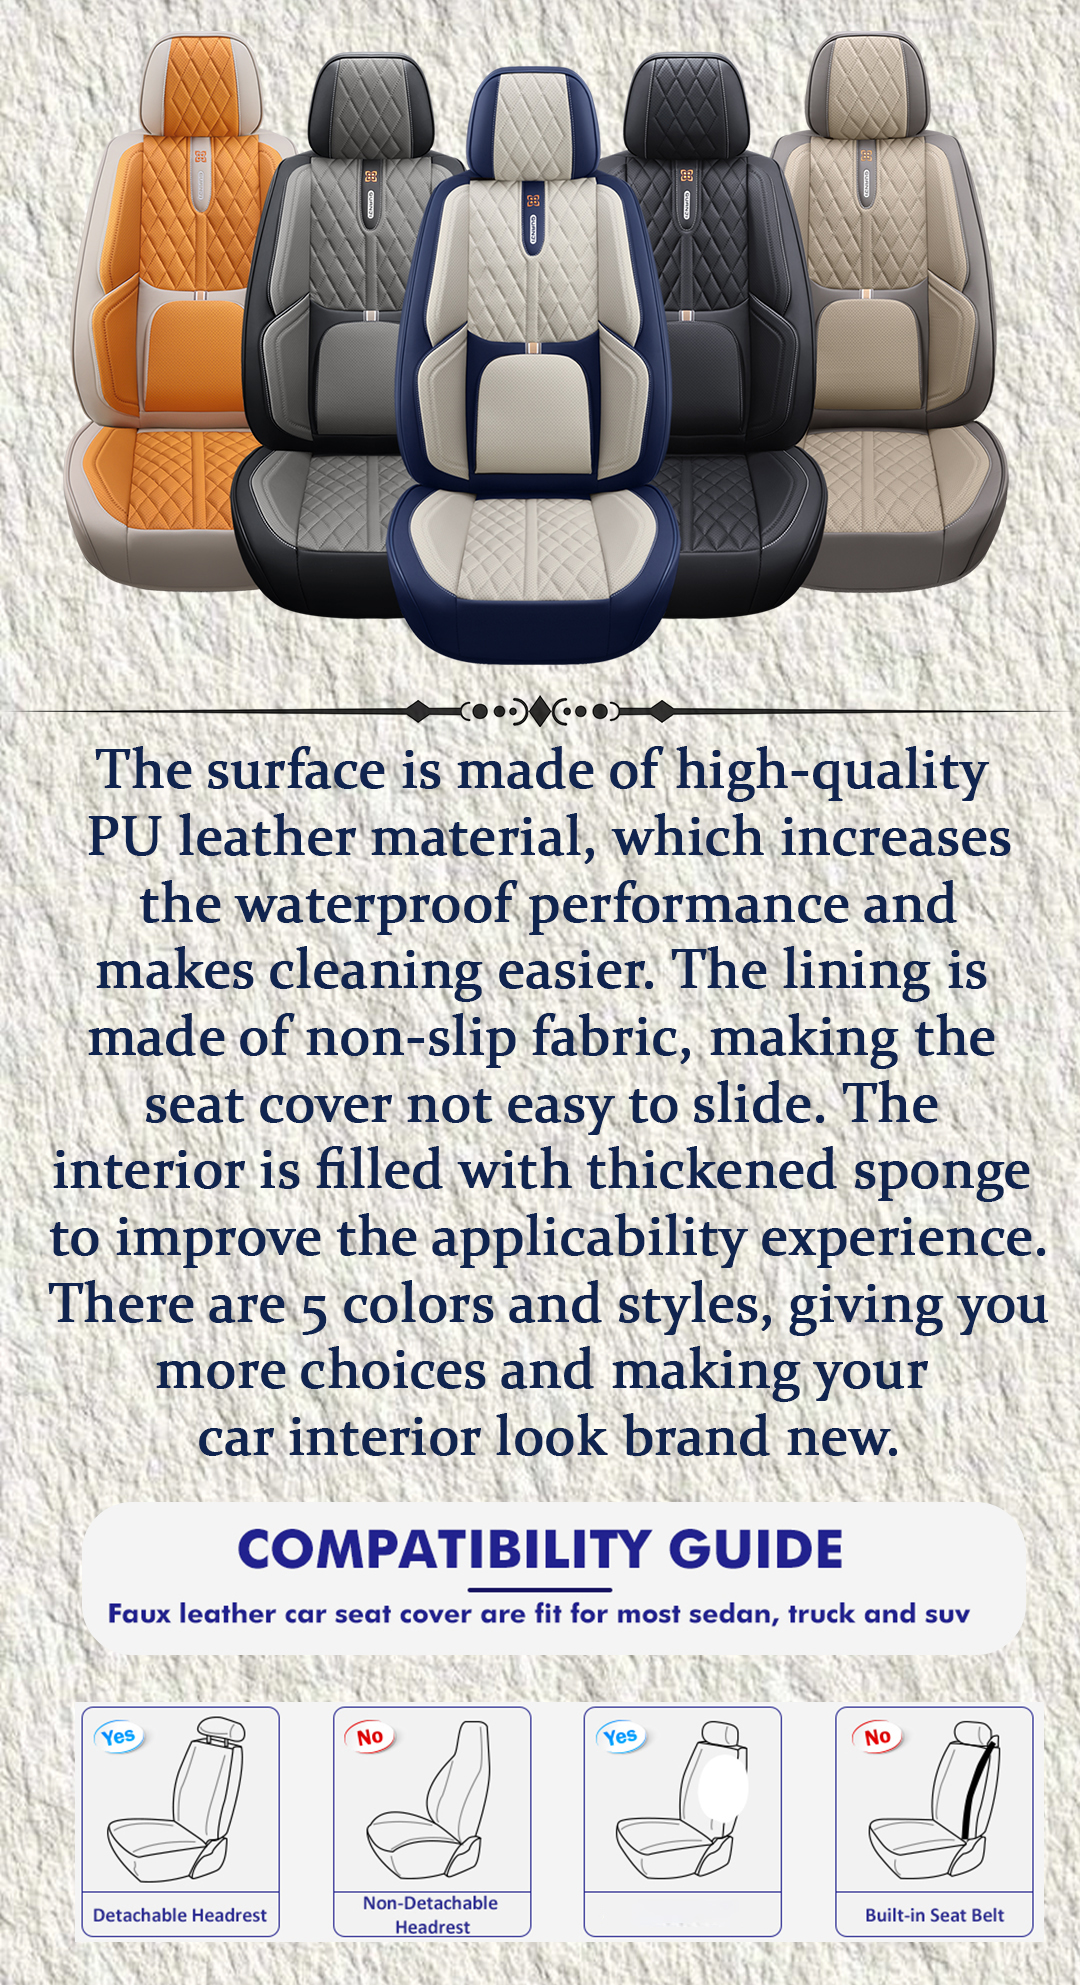 The surface is made of high-quality
PU leather material, which increases
the waterproof performance and
makes cleaning easier. The lining is
made of non-slip fabric, making the
seat cover not easy to slide. The
interior is filled with thickened sponge
to improve the applicability experience.
There are 5 colors and styles, giving you
more choices and making your
car interior look brand new.
COMPATIBILITY GUIDE
Faux leather car seat cover are fit for most sedan, truck and suv
Yes
No
Yes
No
Detachable Headrest
Non-Detachable
Headrest
Built-in Seat Belt